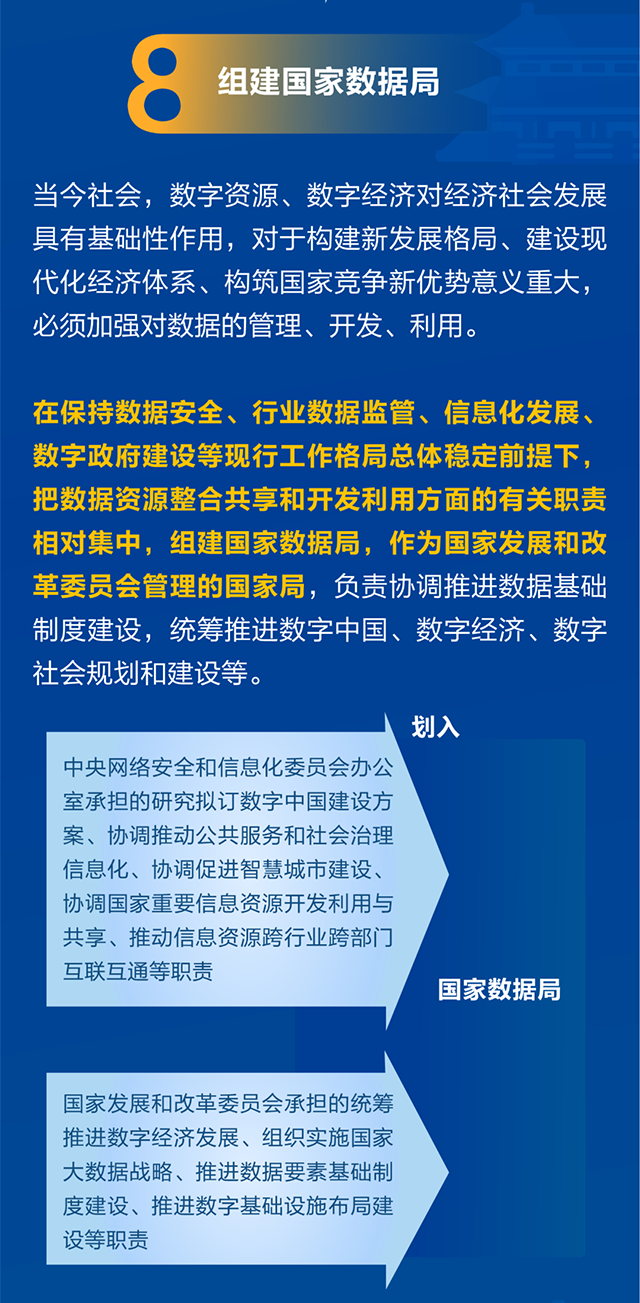 8
组建国家数据局
当今社会，数字资源、数字经济对经济社会发展
具有基础性作用，对于构建新发展格局、建设现
代化经济体系、构筑国家竞争新优势意义重大，
必须加强对数据的管理、开发、利用。
在保持数据安全、行业数据监管、信息化发展、
数字政府建设等现行工作格局总体稳定前提下，
把数据资源整合共享和开发利用方面的有关职责
相对集中，组建国家数据局，作为国家发展和改
革委员会管理的国家局，负责协调推进数据基础
制度建设，统筹推进数字中国、数字经济、数字
社会规划和建设等。
划入
中央网络安全和信息化委员会办公
室承担的研究拟订数字中国建设方
案、协调推动公共服务和社会治理
信息化、协调促进智慧城市建设、
协调国家重要信息资源开发利用与
共享、推动信息资源跨行业跨部门
互联互通等职责
国家数据局
国家发展和改革委员会承担的统筹
推进数字经济发展、组织实施国家
大数据战略、推进数据要素基础制
度建设、推进数字基础设施布局建
设等职责